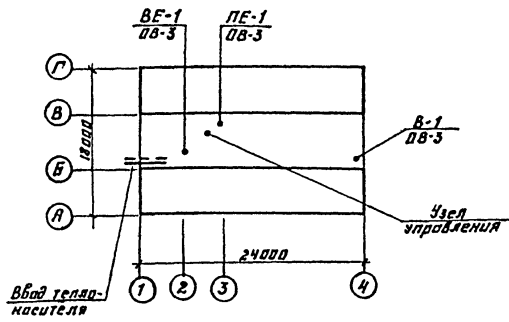 ВЕ-1
ОВ-3
ПЕ-1
ОВ-3
Г
В
В-1
ОВ-3
18000
Б
А
Узел
управления
24000
Ввод тепло-
носителя
1
2
3
4